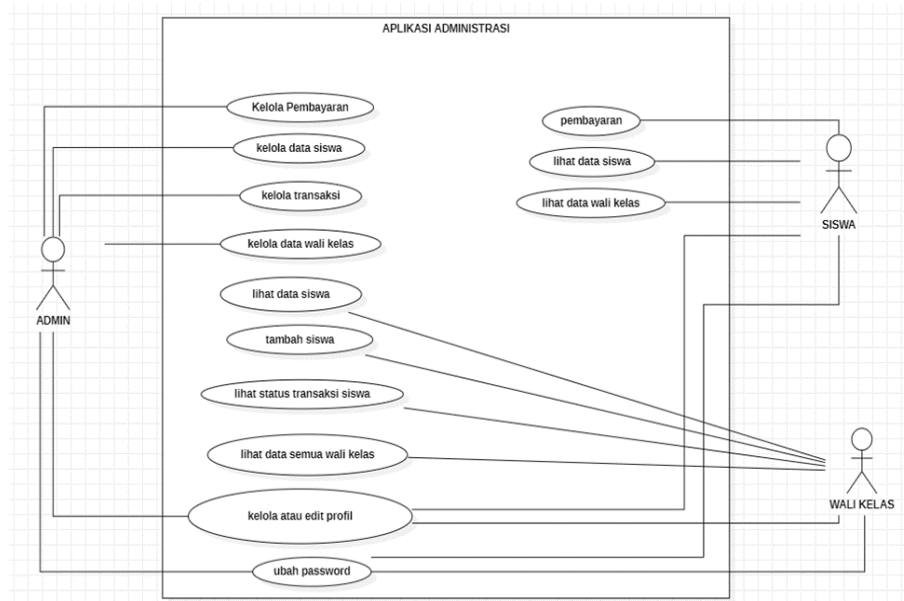 APLIKASI ADMINISTRASI
Kelola Pembayaran
kelola data siswa
kelola transaksi
kelola data wali kelas
lihat data siswa
tambah siswa
lihat status transaksi siswa
lihat data semua wali kelas
kelola atau edit profil
ubah password
pembayaran
lihat data siswa
lihat data wali kelas
ADMIN
SISWA
WALI KELAS